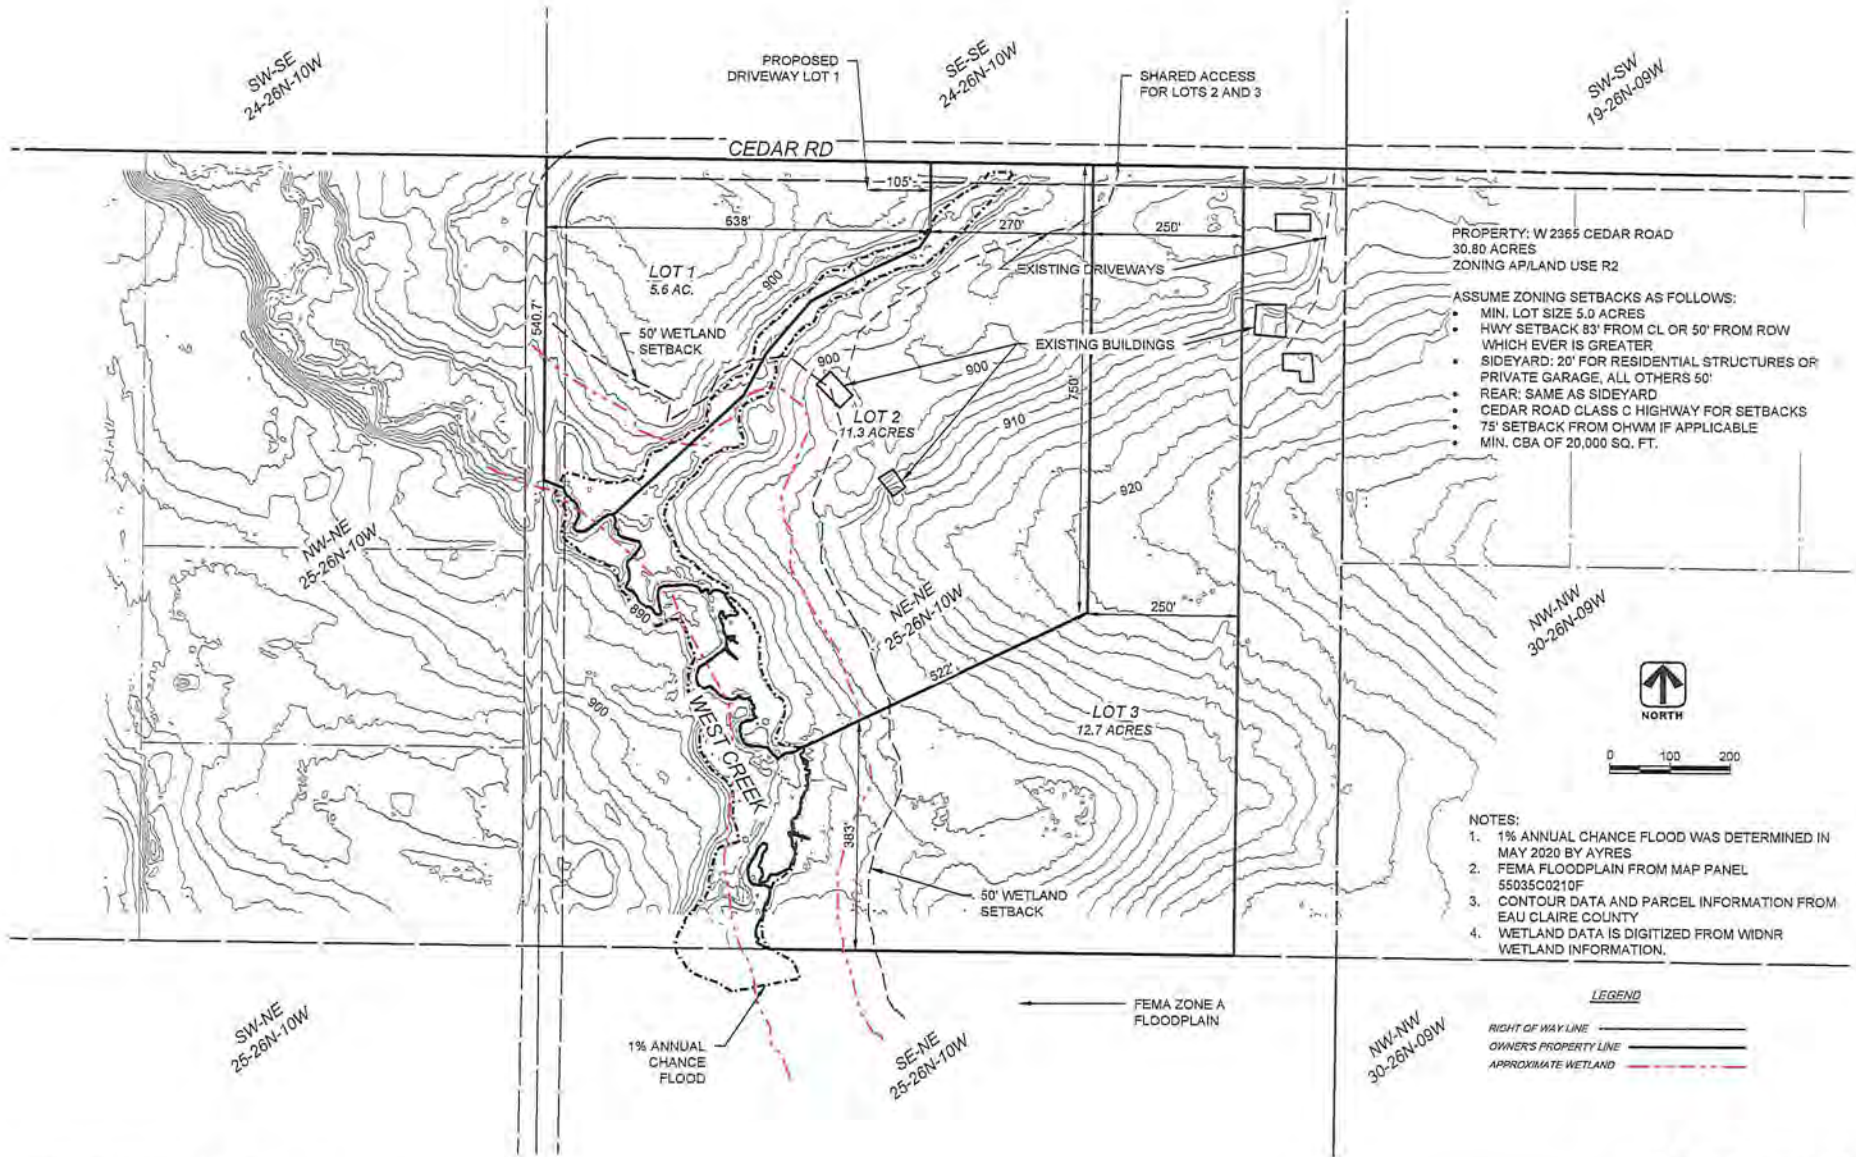 SW-SE
24-26N-10W
PROPOSED
DRIVEWAY LOT 1
SE-SE
24-26N-10W
SHARED ACCESS
FOR LOTS 2 AND 3
SW-SW
19-26N-09W
CEDAR RD
105'
638'
270'
250'
PROPERTY: W 2365 CEDAR ROAD
30.80 ACRES
ZONING AP/LAND USE R2
LOT 1
5.6 AC.
900
EXISTING DRIVEWAYS
540.7'
50' WETLAND
SETBACK
EXISTING BUILDINGS
900
900
750'
ASSUME ZONING SETBACKS AS FOLLOWS:
• MIN. LOT SIZE 5.0 ACRES
• HWY SETBACK 83' FROM CL OR 50' FROM ROW
WHICH EVER IS GREATER
• SIDEYARD: 20' FOR RESIDENTIAL STRUCTURES OR
PRIVATE GARAGE, ALL OTHERS 50'
• REAR: SAME AS SIDEYARD
• CEDAR ROAD CLASS C HIGHWAY FOR SETBACKS
• 75' SETBACK FROM OHWM IF APPLICABLE
• MIN. CBA OF 20,000 SQ. FT.
LOT 2
11.3 ACRES
910
920
NW-NE
25-26N-10W
890
NE-NE
25-26N-10W
250'
NW-NW
30-26N-09W
522'
900
WEST CREEK
LOT 3
12.7 ACRES
NORTH
0 100 200
383'
50' WETLAND
SETBACK
NOTES:
1. 1% ANNUAL CHANCE FLOOD WAS DETERMINED IN
MAY 2020 BY AYRES
2. FEMA FLOODPLAIN FROM MAP PANEL
55035C0210F
3. CONTOUR DATA AND PARCEL INFORMATION FROM
EAU CLAIRE COUNTY
4. WETLAND DATA IS DIGITIZED FROM WIDNR
WETLAND INFORMATION.
SW-NE
25-26N-10W
1% ANNUAL
CHANCE
FLOOD
SE-NE
25-26N-10W
FEMA ZONE A
FLOODPLAIN
NW-NW
30-26N-09W
LEGEND
RIGHT OF WAY LINE
OWNER'S PROPERTY LINE
APPROXIMATE WETLAND